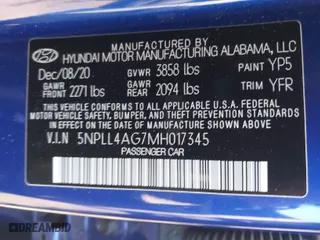 MANUFACTURED BY
HYUNDAI MOTOR MANUFACTURING ALABAMA, LLC
Dec/08/20 GVWR 3858 lbs PAINT YP5
GAWR FRONT 2271 lbs GAWR REAR 2094 lbs TRIM YFR
THIS VEHICLE CONFORMS TO ALL APPLICABLE U.S. FEDERAL
MOTOR VEHICLE SAFETY, BUMPER, AND THEFT PREVENTION
STANDARDS IN EFFECT ON THE DATE OF MANUFACTURE SHOWN ABOVE.
V.I.N 5NPLL4AG7MH017345
PASSENGER CAR